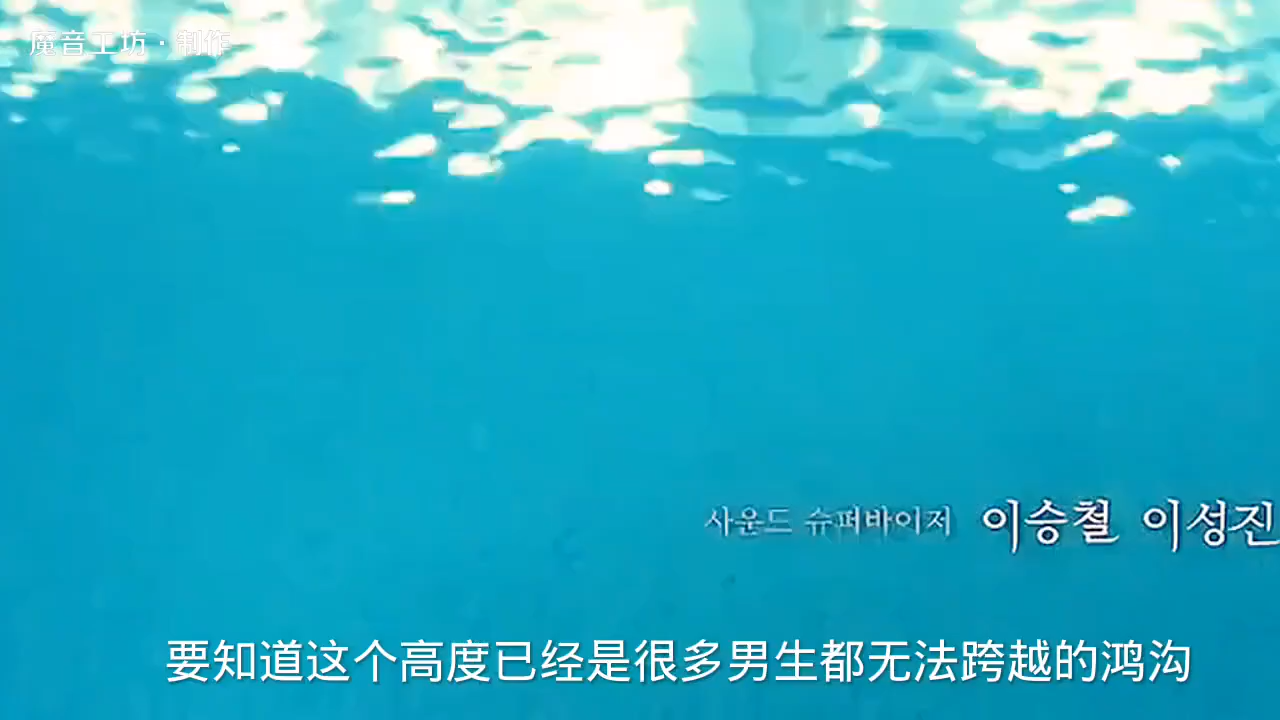 魔音工坊·制作
사운드 슈퍼바이저 이승철 이성진
要知道这个高度已经是很多男生都无法跨越的鸿沟